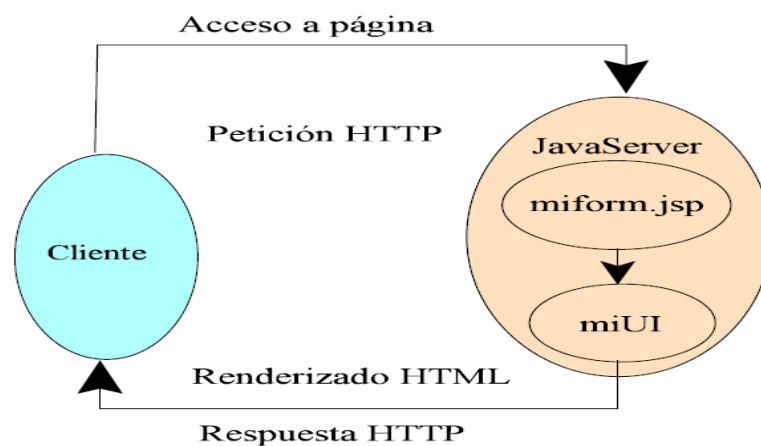 Acceso a página
Petición HTTP
JavaServer
miform.jsp
Cliente
miUI
Renderizado HTML
Respuesta HTTP